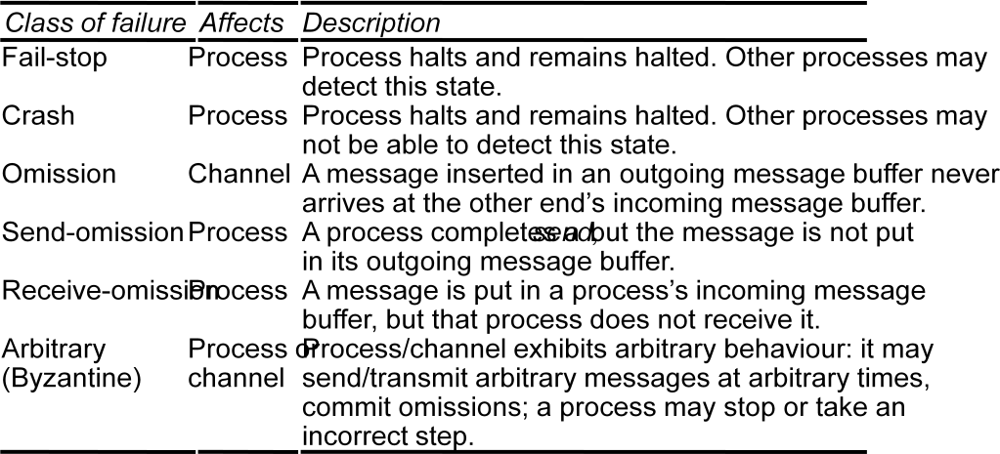 Class of failure Affects Description
Fail-stop Process Process halts and remains halted. Other processes may
detect this state.
Crash Process Process halts and remains halted. Other processes may
not be able to detect this state.
Omission Channel A message inserted in an outgoing message buffer never
arrives at the other end’s incoming message buffer.
Send-omission Process A process completes a send, but the message is not put
in its outgoing message buffer.
Receive-omission Process A message is put in a process’s incoming message
buffer, but that process does not receive it.
Arbitrary Process or Process/channel exhibits arbitrary behaviour: it may
(Byzantine) channel send/transmit arbitrary messages at arbitrary times,
commit omissions; a process may stop or take an
incorrect step.